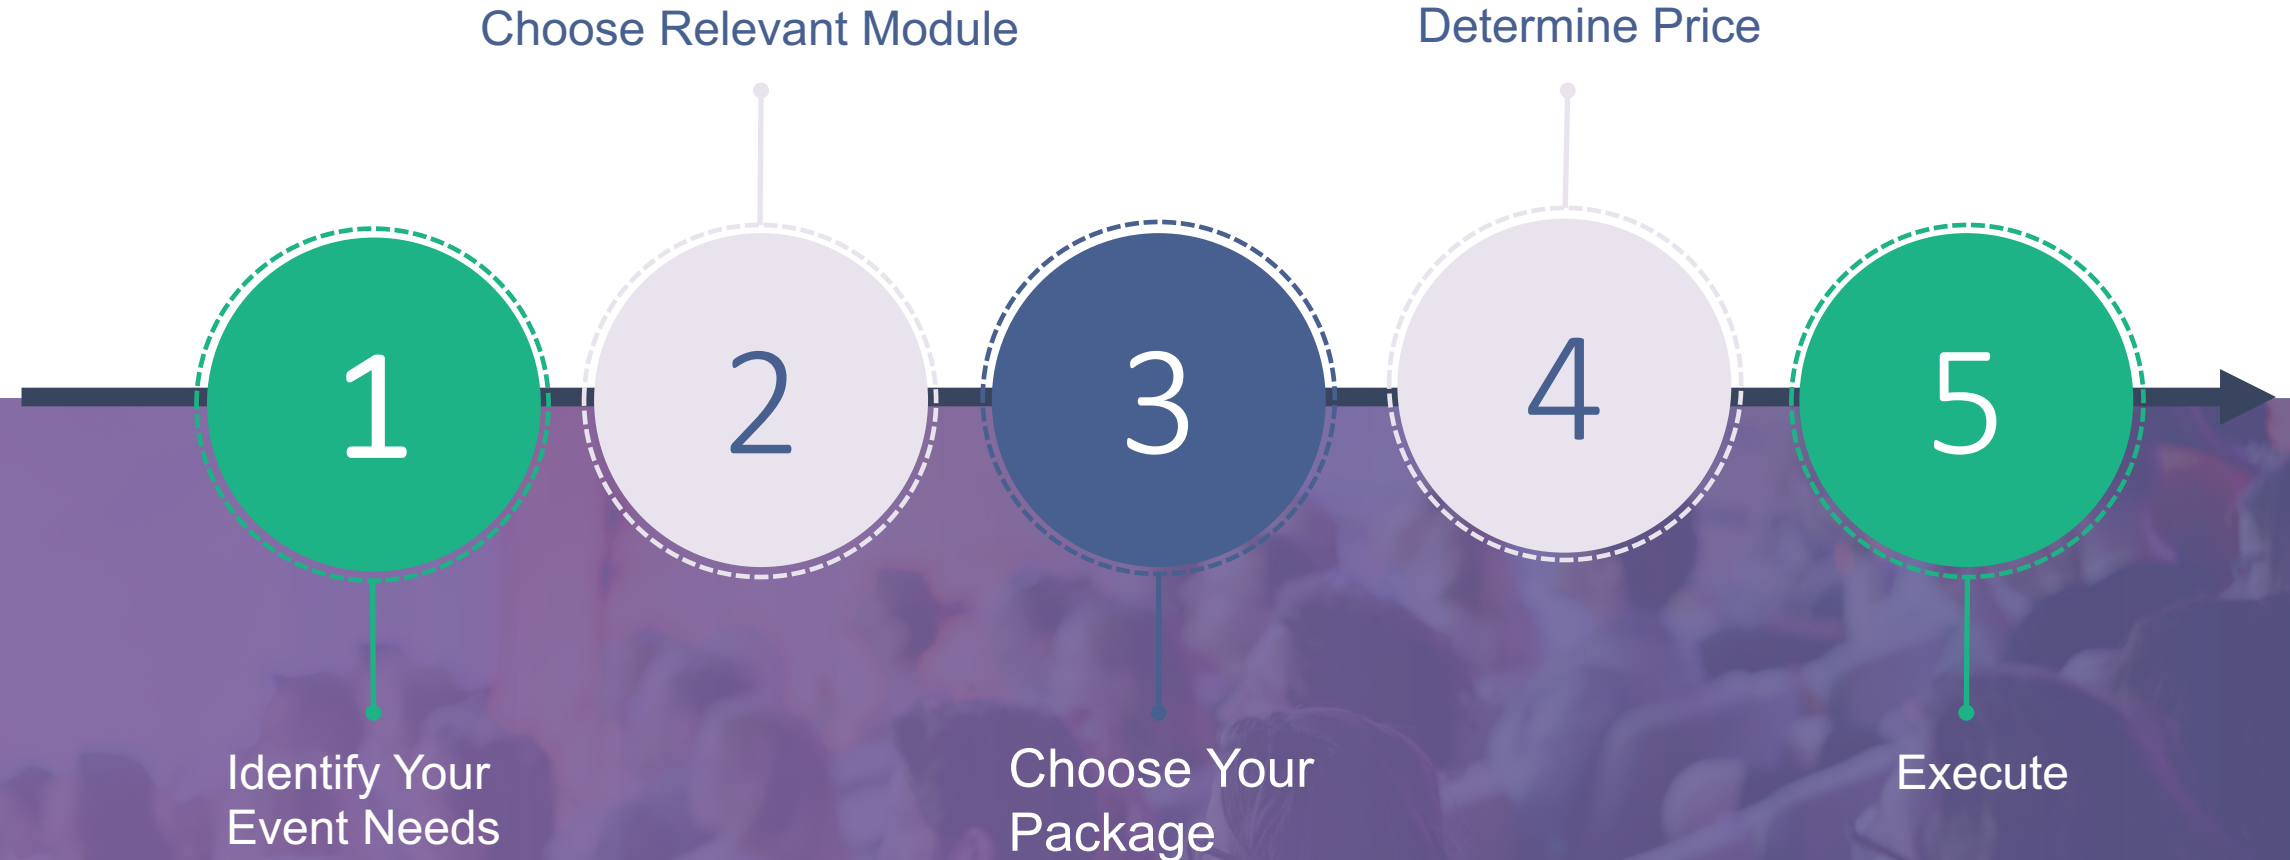 Choose Relevant Module
Determine Price
1
2
3
4
5
Identify Your
Event Needs
Choose Your
Package
Execute